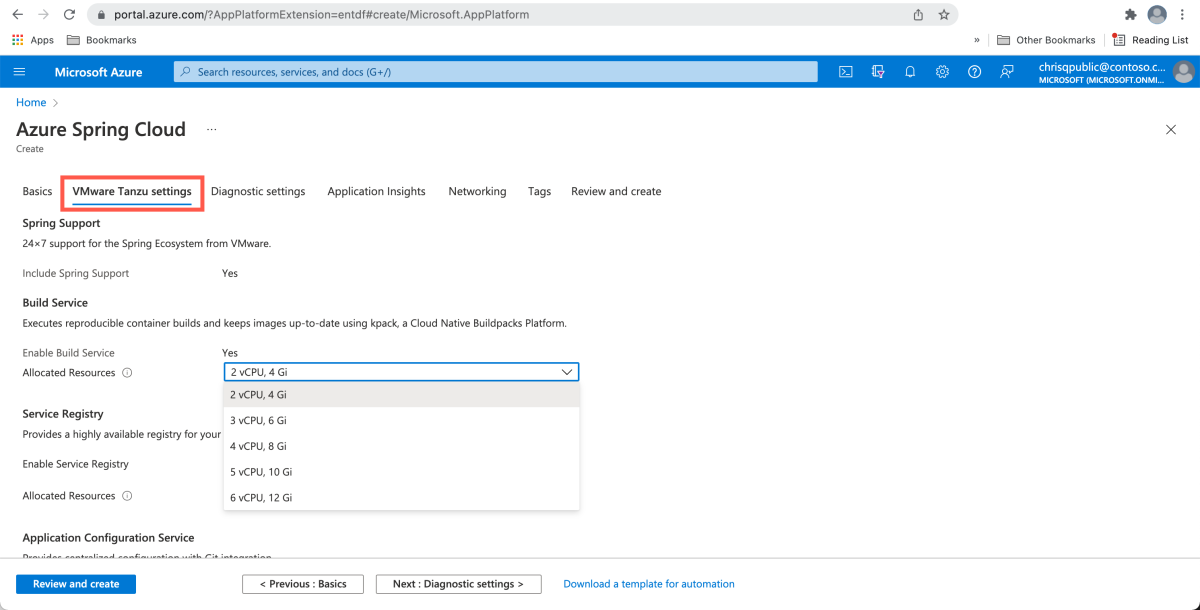 portal.azure.com/?AppPlatformExtension=entdf#create/Microsoft.AppPlatform
Apps Bookmarks » Other Bookmarks Reading List
Microsoft Azure Search resources, services, and docs (G+/) chrisqpublic@contoso.c...
MICROSOFT (MICROSOFT.ONMI...
Home >
Azure Spring Cloud ...
Create
Basics VMware Tanzu settings Diagnostic settings Application Insights Networking Tags Review and create
Spring Support
24×7 support for the Spring Ecosystem from VMware.
Include Spring Support Yes
Build Service
Executes reproducible container builds and keeps images up-to-date using kpack, a Cloud Native Buildpacks Platform.
Enable Build Service Yes
Allocated Resources 2 vCPU, 4 Gi
2 vCPU, 4 Gi
3 vCPU, 6 Gi
4 vCPU, 8 Gi
5 vCPU, 10 Gi
6 vCPU, 12 Gi
Service Registry
Provides a highly available registry for your
Enable Service Registry
Allocated Resources
Application Configuration Service
Provides centralized configuration with Git integration
Review and create < Previous : Basics Next : Diagnostic settings > Download a template for automation